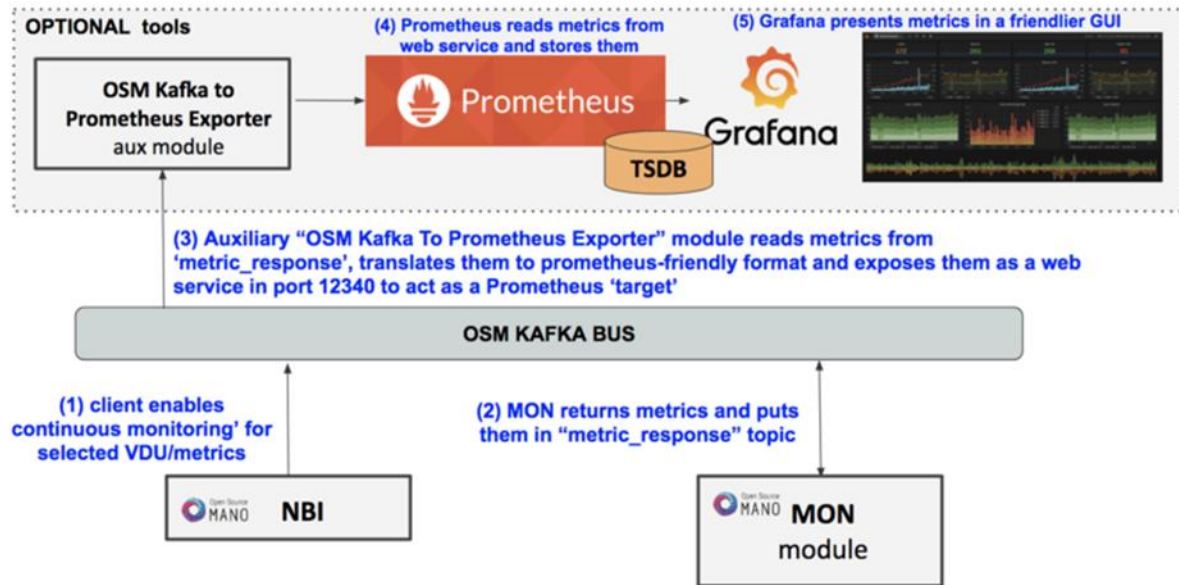 OPTIONAL tools
(4) Prometheus reads metrics from
web service and stores them
(5) Grafana presents metrics in a friendlier GUI
OSM Kafka to
Prometheus Exporter
aux module
Prometheus
TSDB
Grafana
(3) Auxiliary “OSM Kafka To Prometheus Exporter” module reads metrics from
‘metric_response’, translates them to prometheus-friendly format and exposes them as a web
service in port 12340 to act as a Prometheus ‘target’
OSM KAFKA BUS
(1) client enables
continuous monitoring’ for
selected VDU/metrics
(2) MON returns metrics and puts
them in “metric_response” topic
Open Source
MANO
NBI
Open Source
MANO
MON
module